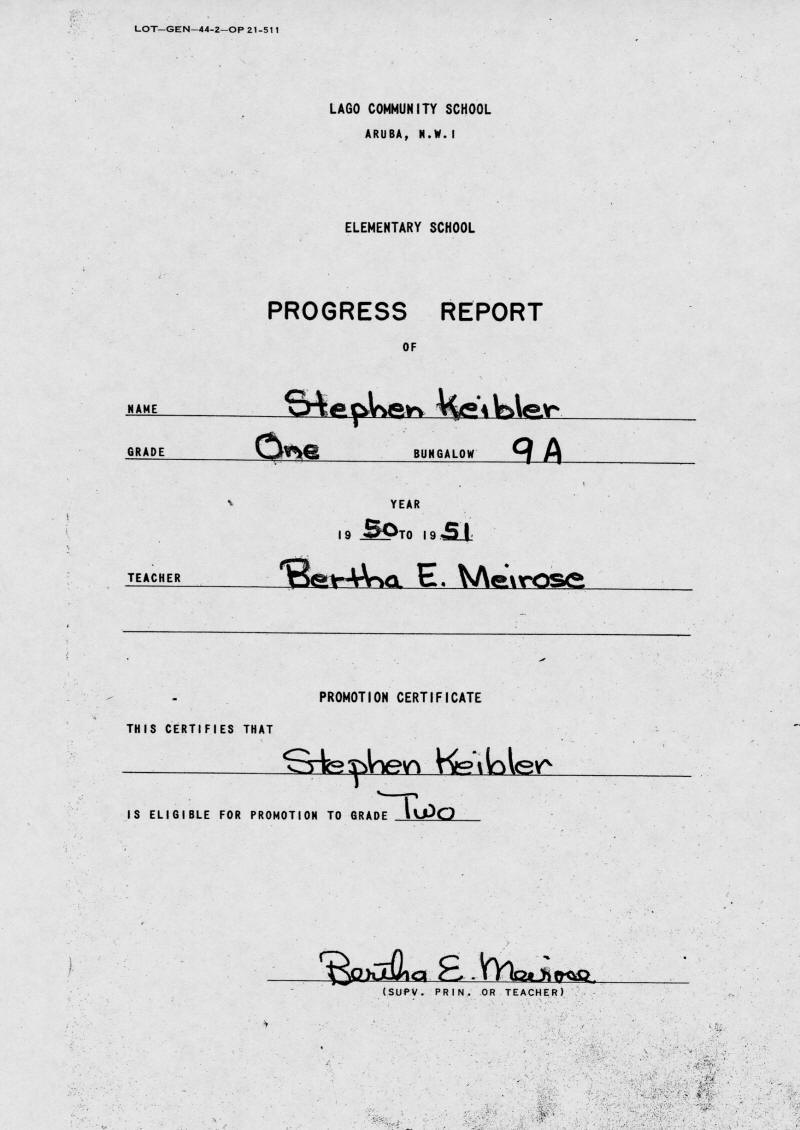 LOT—GEN—44-2—OP 21-511
LAGO COMMUNITY SCHOOL
ARUBA, N.W.I
ELEMENTARY SCHOOL
PROGRESS REPORT
OF
NAME Stephen Keibler
GRADE One BUNGALOW 9A
YEAR
19 50 TO 19 51
TEACHER Bertha E. Meirose
PROMOTION CERTIFICATE
THIS CERTIFIES THAT
Stephen Keibler
IS ELIGIBLE FOR PROMOTION TO GRADE Two
Bertha E. Meirose
(SUPV. PRIN. OR TEACHER)